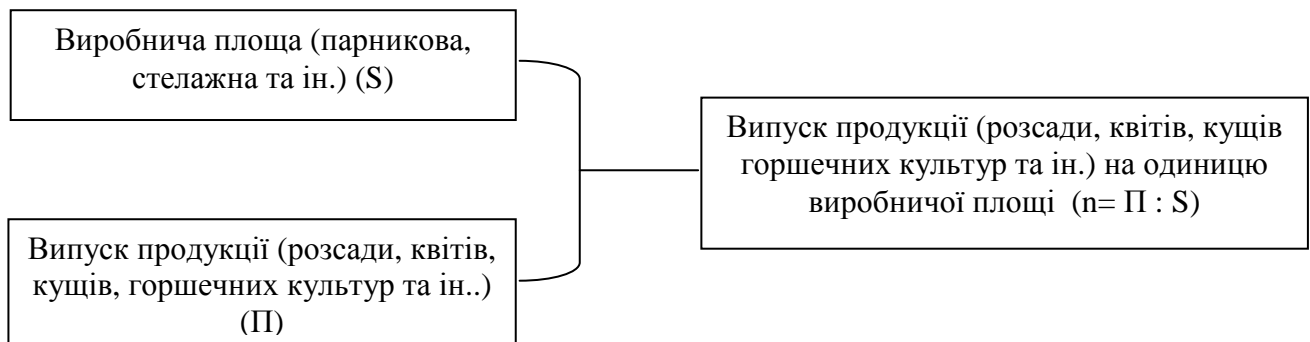 Виробнича площа (парникова,
стелажна та ін.) (S)
Випуск продукції (розсади, квітів, кущів
горшечних культур та ін.) на одиницю
виробничої площі (n= П : S)
Випуск продукції (розсади, квітів,
кущів, горшечних культур та ін..)
(П)